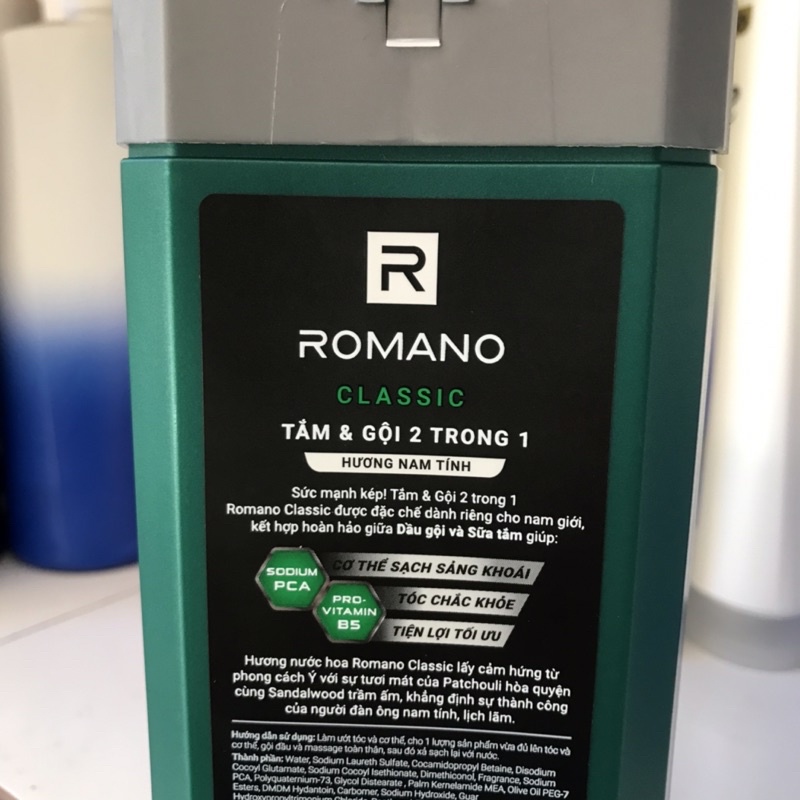 R
ROMANO
CLASSIC
TẮM & GỘI 2 TRONG 1
HƯƠNG NAM TÍNH
Sức mạnh kép! Tắm & Gội 2 trong 1
Romano Classic được đặc chế dành riêng cho nam giới,
kết hợp hoàn hảo giữa Dầu gội và Sữa tắm giúp:
SODIUM
PCA
PRO-
VITAMIN
B5
CƠ THỂ SẠCH SẢNG KHOÁI
TÓC CHẮC KHỎE
TIỆN LỢI TỐI ƯU
Hương nước hoa Romano Classic lấy cảm hứng từ
phong cách Ý với sự tươi mát của Patchouli hòa quyện
cùng Sandalwood trầm ấm, khẳng định sự thành công
của người đàn ông nam tính, lịch lãm.
Hướng dẫn sử dụng: Làm ướt tóc và cơ thể, cho 1 lượng sản phẩm vừa đủ lên tóc và
cơ thể, gội đầu và massage toàn thân, sau đó xả sạch lại với nước.
Thành phần: Water, Sodium Laureth Sulfate, Cocamidopropyl Betaine, Disodium
Cocoyl Glutamate, Sodium Cocoyl Isethionate, Dimethiconol, Fragrance, Sodium
PCA, Polyquaternium-73, Glycol Distearate, Palm Kernelamide MEA, Olive Oil PEG-7
Esters, DMDM Hydantoin, Carbomer, Sodium Hydroxide, Guar